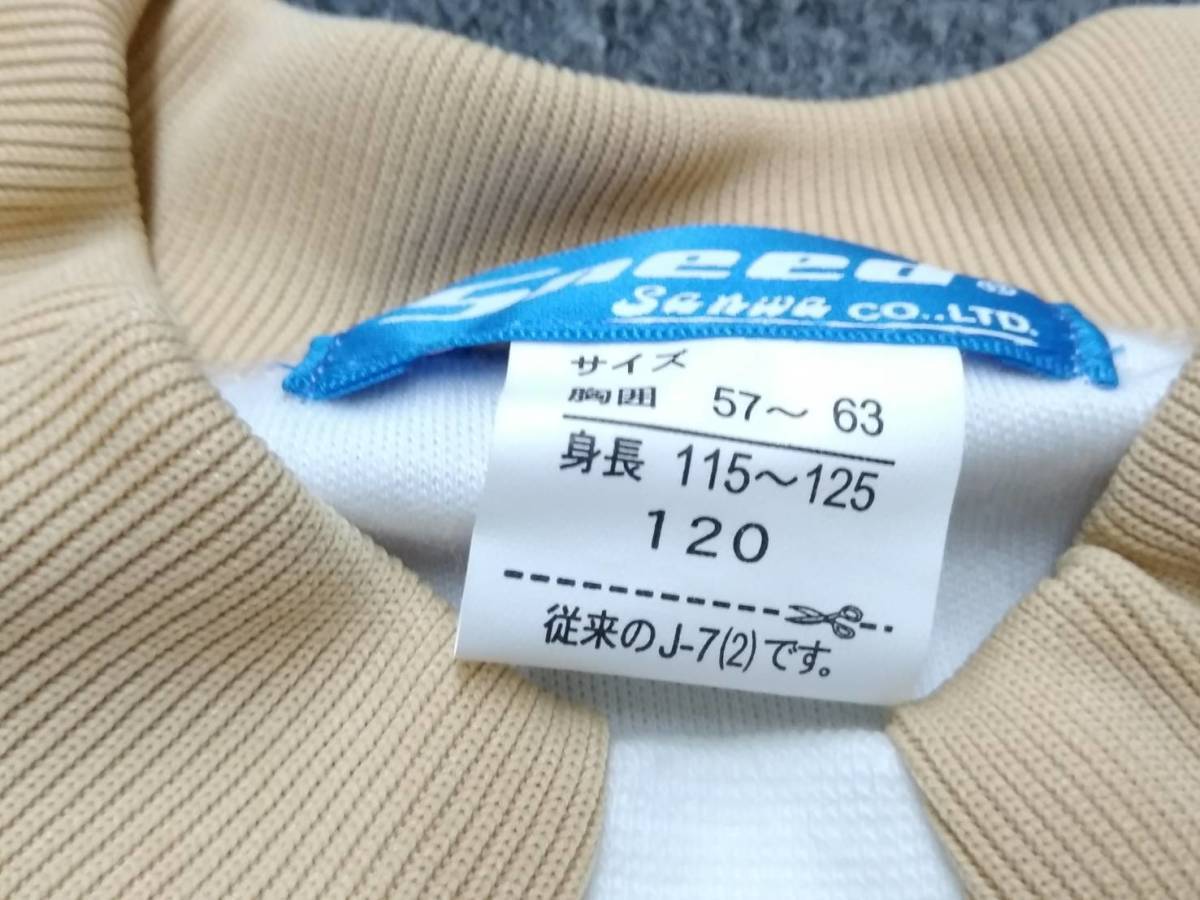 Speed ®
Sanwa CO.,LTD.
サイズ
胸囲 57～63
身長 115～125
120
従来のJ-7(2)です。